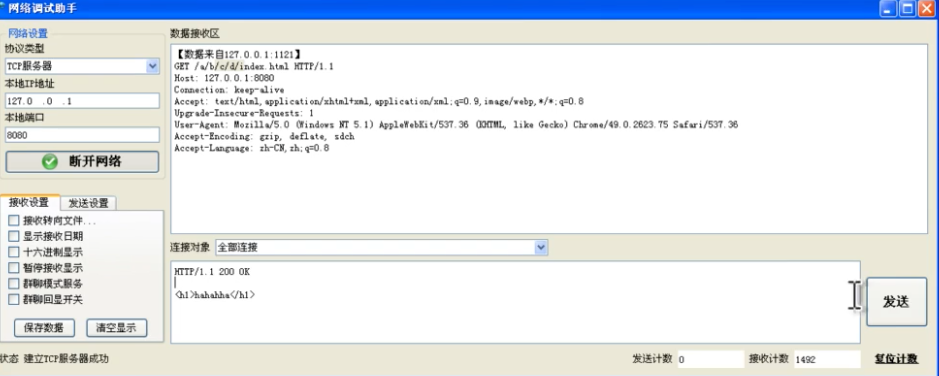 网络调试助手
网络设置
协议类型
TCP服务器
本地IP地址
127.0 .0 .1
本地端口
8080
断开网络
接收设置 发送设置
接收转向文件...
显示接收日期
十六进制显示
暂停接收显示
群聊模式服务
群聊回显开关
保存数据 清空显示
数据接收区
【数据来自127.0.0.1:1121】
GET /a/b/c/d/index.html HTTP/1.1
Host: 127.0.0.1:8080
Connection: keep-alive
Accept: text/html,application/xhtml+xml,application/xml;q=0.9,image/webp,*/*;q=0.8
Upgrade-Insecure-Requests: 1
User-Agent: Mozilla/5.0 (Windows NT 5.1) AppleWebKit/537.36 (KHTML, like Gecko) Chrome/49.0.2623.75 Safari/537.36
Accept-Encoding: gzip, deflate, sdch
Accept-Language: zh-CN,zh;q=0.8
连接对象 全部连接
HTTP/1.1 200 OK
<h1>hahahha</h1>
发送
状态 建立TCP服务器成功 发送计数 0 接收计数 1492 复位计数